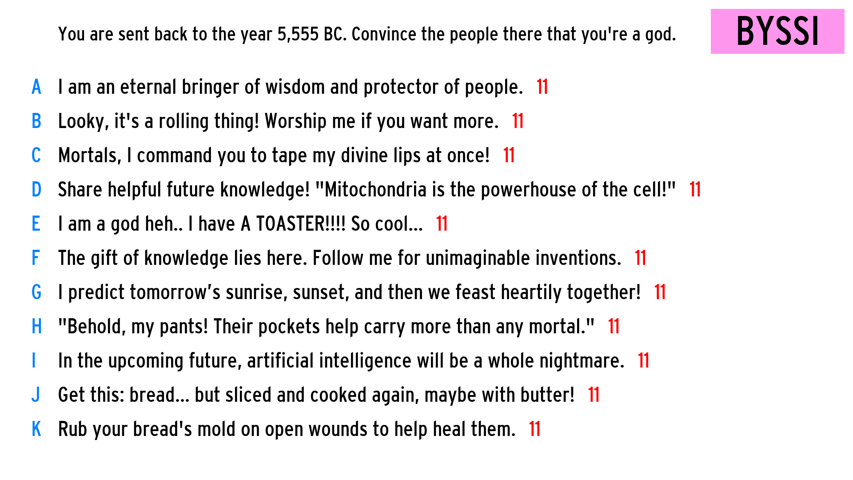 You are sent back to the year 5,555 BC. Convince the people there that you're a god. BYSSI
A I am an eternal bringer of wisdom and protector of people. 11
B Looky, it's a rolling thing! Worship me if you want more. 11
C Mortals, I command you to tape my divine lips at once! 11
D Share helpful future knowledge! "Mitochondria is the powerhouse of the cell!" 11
E I am a god heh.. I have A TOASTER!!!! So cool... 11
F The gift of knowledge lies here. Follow me for unimaginable inventions. 11
G I predict tomorrow’s sunrise, sunset, and then we feast heartily together! 11
H "Behold, my pants! Their pockets help carry more than any mortal." 11
I In the upcoming future, artificial intelligence will be a whole nightmare. 11
J Get this: bread... but sliced and cooked again, maybe with butter! 11
K Rub your bread's mold on open wounds to help heal them. 11